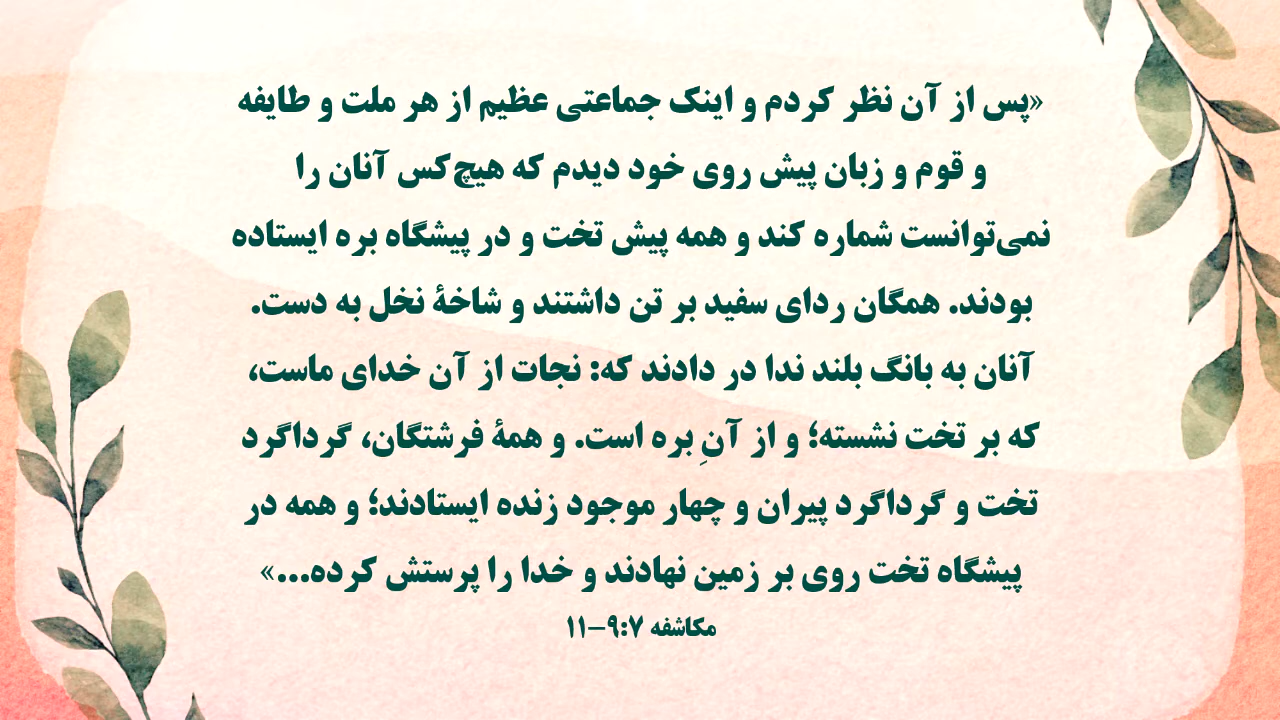 «پس از آن نظر کردم و اینک جماعتی عظیم از هر ملت و طایفه
و قوم و زبان پیش روی خود دیدم که هیچ‌کس آنان را
نمی‌توانست شماره کند و همه پیش تخت و در پیشگاه بره ایستاده
بودند. همگان ردای سفید بر تن داشتند و شاخهٔ نخل به دست.
آنان به بانگ بلند ندا در دادند که: نجات از آن خدای ماست،
که بر تخت نشسته؛ و از آنِ بره است. و همهٔ فرشتگان، گرداگرد
تخت و گرداگرد پیران و چهار موجود زنده ایستادند؛ و همه در
پیشگاه تخت روی بر زمین نهادند و خدا را پرستش کرده...»
مکاشفه ۹:۷–۱۱